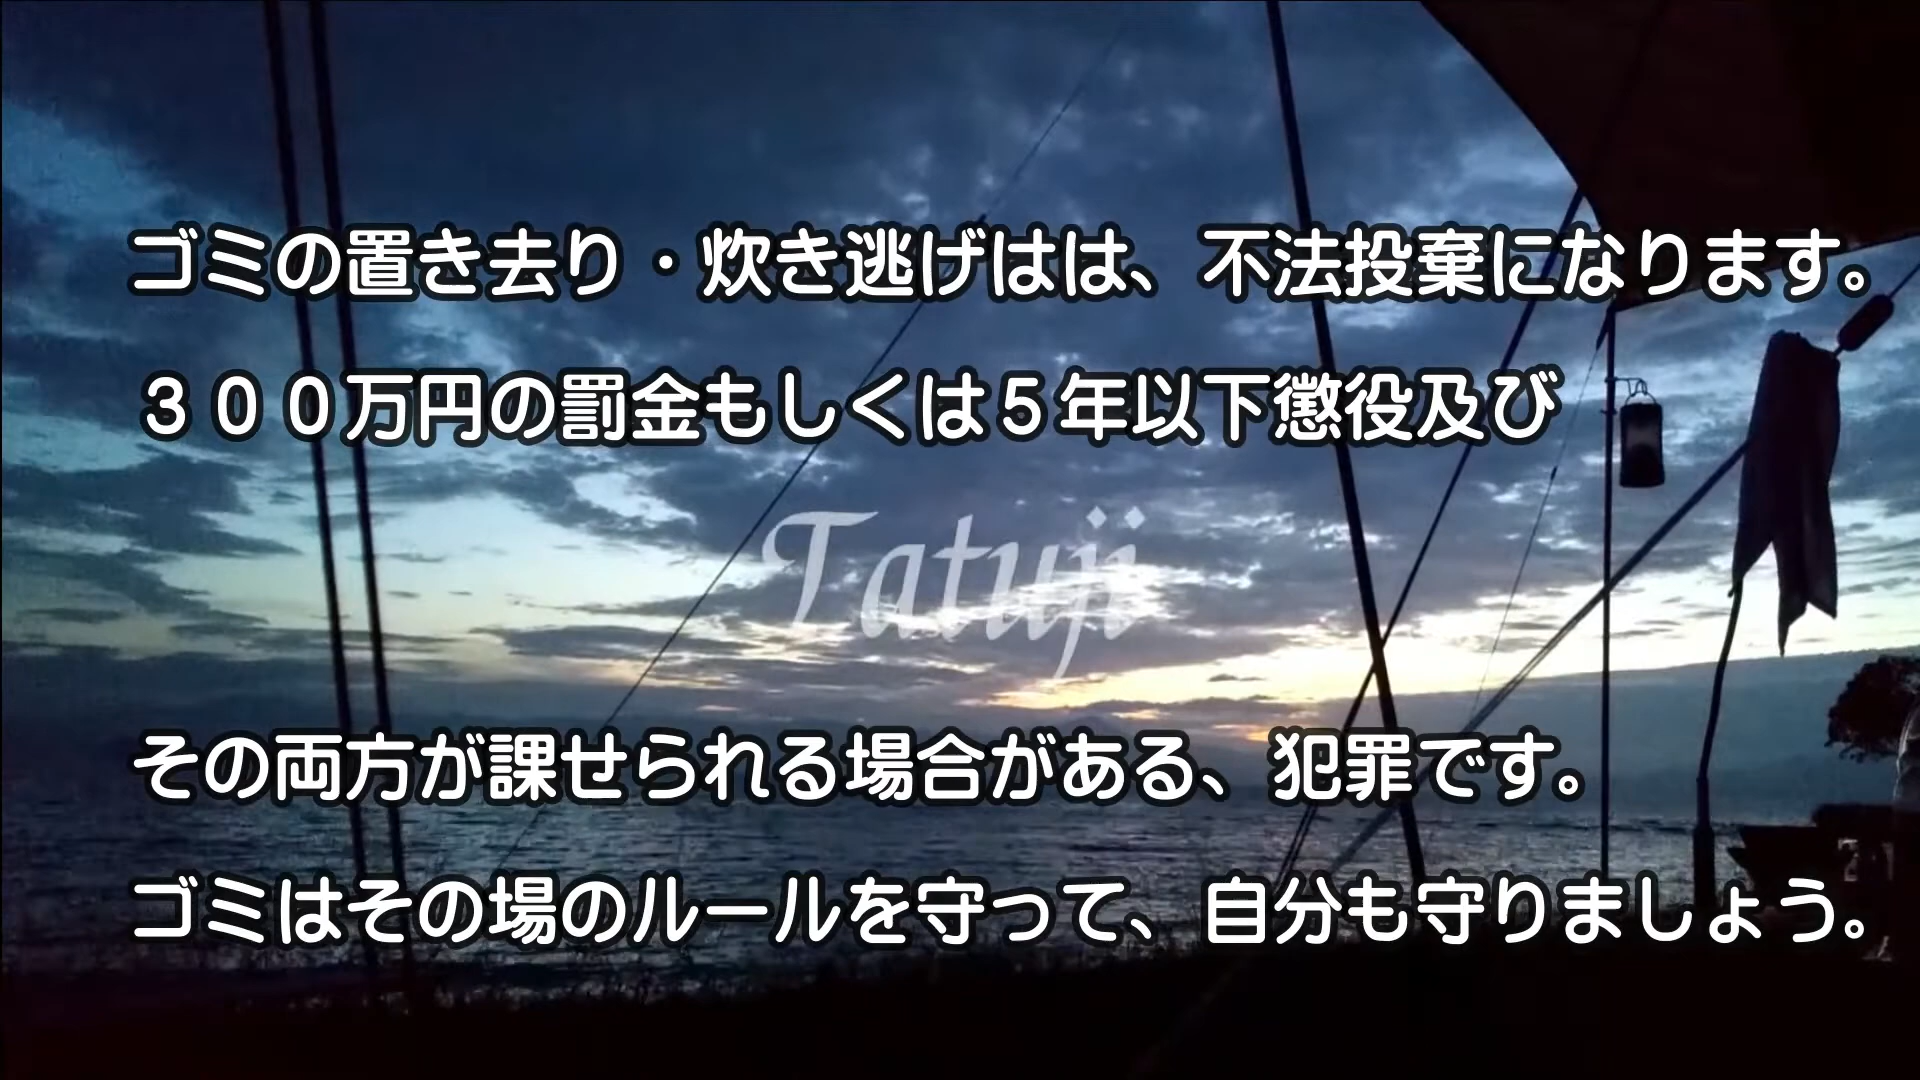 ゴミの置き去り・炊き逃げはは、不法投棄になります。
３００万円の罰金もしくは５年以下懲役及び
Tatuji
その両方が課せられる場合がある、犯罪です。
ゴミはその場のルールを守って、自分も守りましょう。